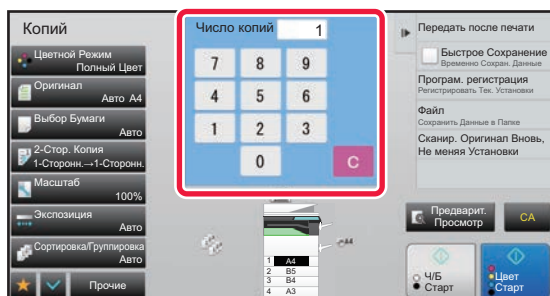 Копий
Цветной Режим
Полный Цвет
Оригинал
Авто A4
Выбор Бумаги
Авто
2-Стор. Копия
1-Сторонн.→1-Сторонн.
Масштаб
100%
Экспозиция
Авто
Сортировка/Группировка
Авто
Прочие
Число копий 1
7 8 9
4 5 6
1 2 3
0 C
A4
1 A4
2 B5
3 B4
4 A3
Передать после печати
Быстрое Сохранение
Временно Сохран. Данные
Програм. регистрация
Регистрировать Тек. Установки
Файл
Сохранить Данные в Папке
Сканир. Оригинал Вновь,
Не меняя Установки
Предварит.
Просмотр
CA
Ч/Б
Старт
Цвет
Старт